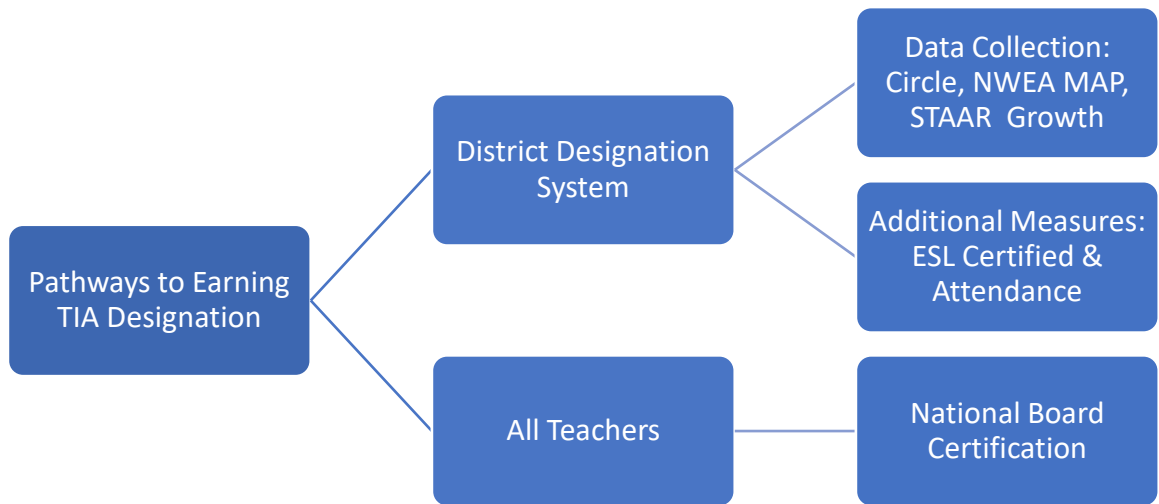 Pathways to Earning
TIA Designation
District Designation
System
Data Collection:
Circle, NWEA MAP,
STAAR  Growth
Additional Measures:
ESL Certified &
Attendance
All Teachers
National Board
Certification